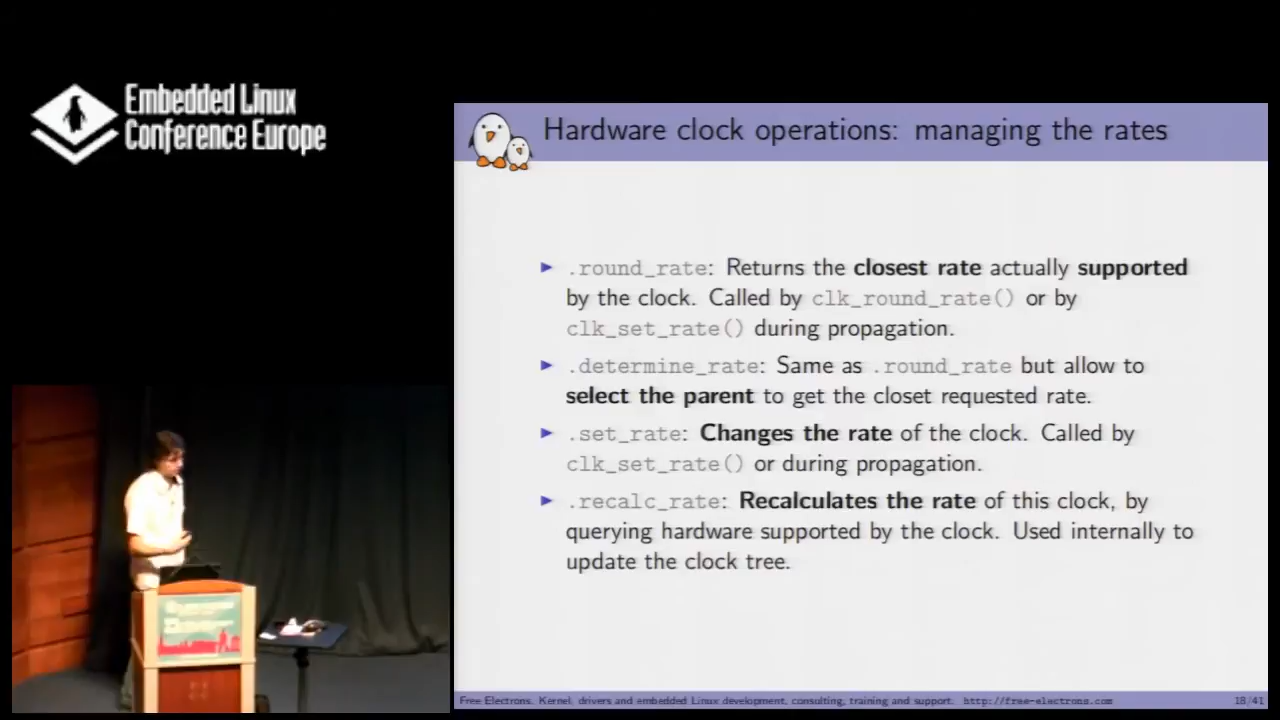 Embedded Linux
Conference Europe
Hardware clock operations: managing the rates
.round_rate: Returns the closest rate actually supported
by the clock. Called by clk_round_rate() or by
clk_set_rate() during propagation.
.determine_rate: Same as .round_rate but allow to
select the parent to get the closet requested rate.
.set_rate: Changes the rate of the clock. Called by
clk_set_rate() or during propagation.
.recalc_rate: Recalculates the rate of this clock, by
querying hardware supported by the clock. Used internally to
update the clock tree.
Free Electrons. Kernel, drivers and embedded Linux development, consulting, training and support. http://free-electrons.com 18/41